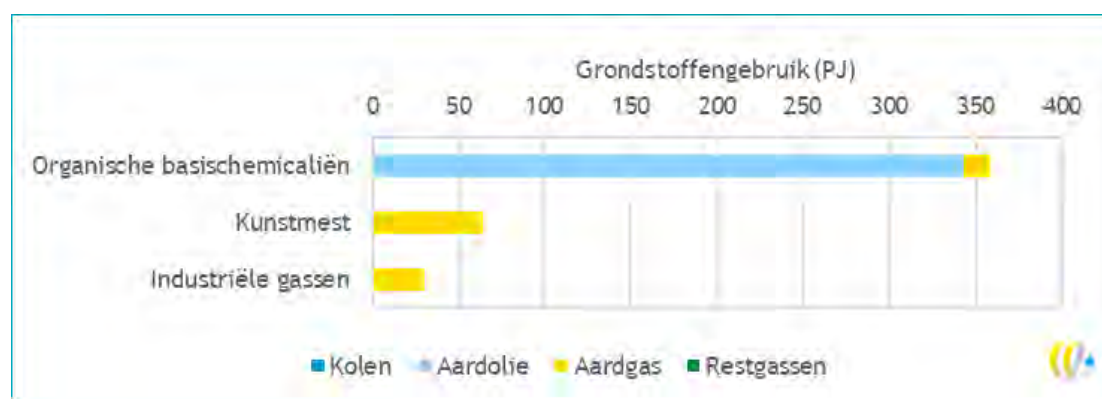 Grondstoffengebruik (PJ)
0 50 100 150 200 250 300 350 400
Organische basischemicaliën
Kunstmest
Industriële gassen
Kolen Aardolie Aardgas Restgassen